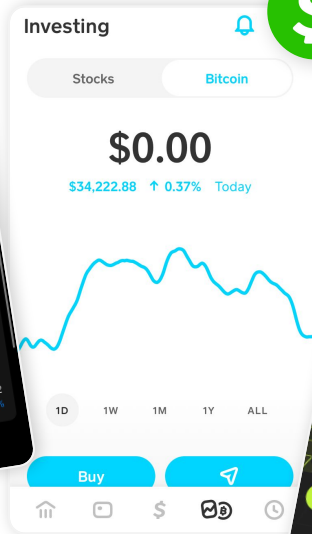 Investing
Stocks Bitcoin
$0.00
$34,222.88 ↑ 0.37% Today
1D 1W 1M 1Y ALL
Buy
$